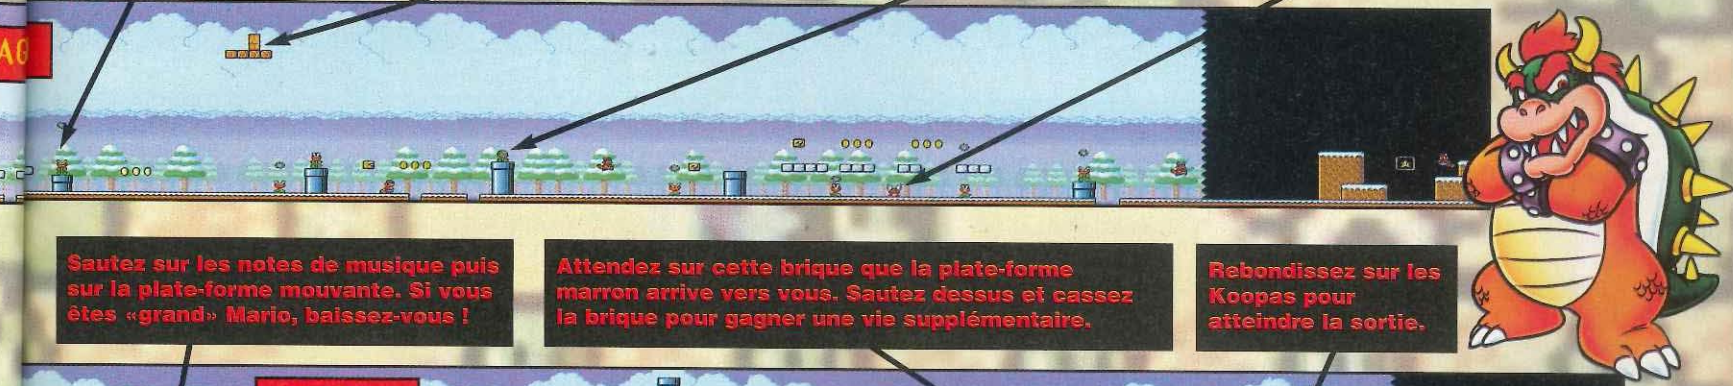 Sautez sur les notes de musique puis
sur la plate-forme mouvante. Si vous
êtes «grand» Mario, baissez-vous !
Attendez sur cette brique que la plate-forme
marron arrive vers vous. Sautez dessus et cassez
la brique pour gagner une vie supplémentaire.
Rebondissez sur les
Koopas pour
atteindre la sortie.